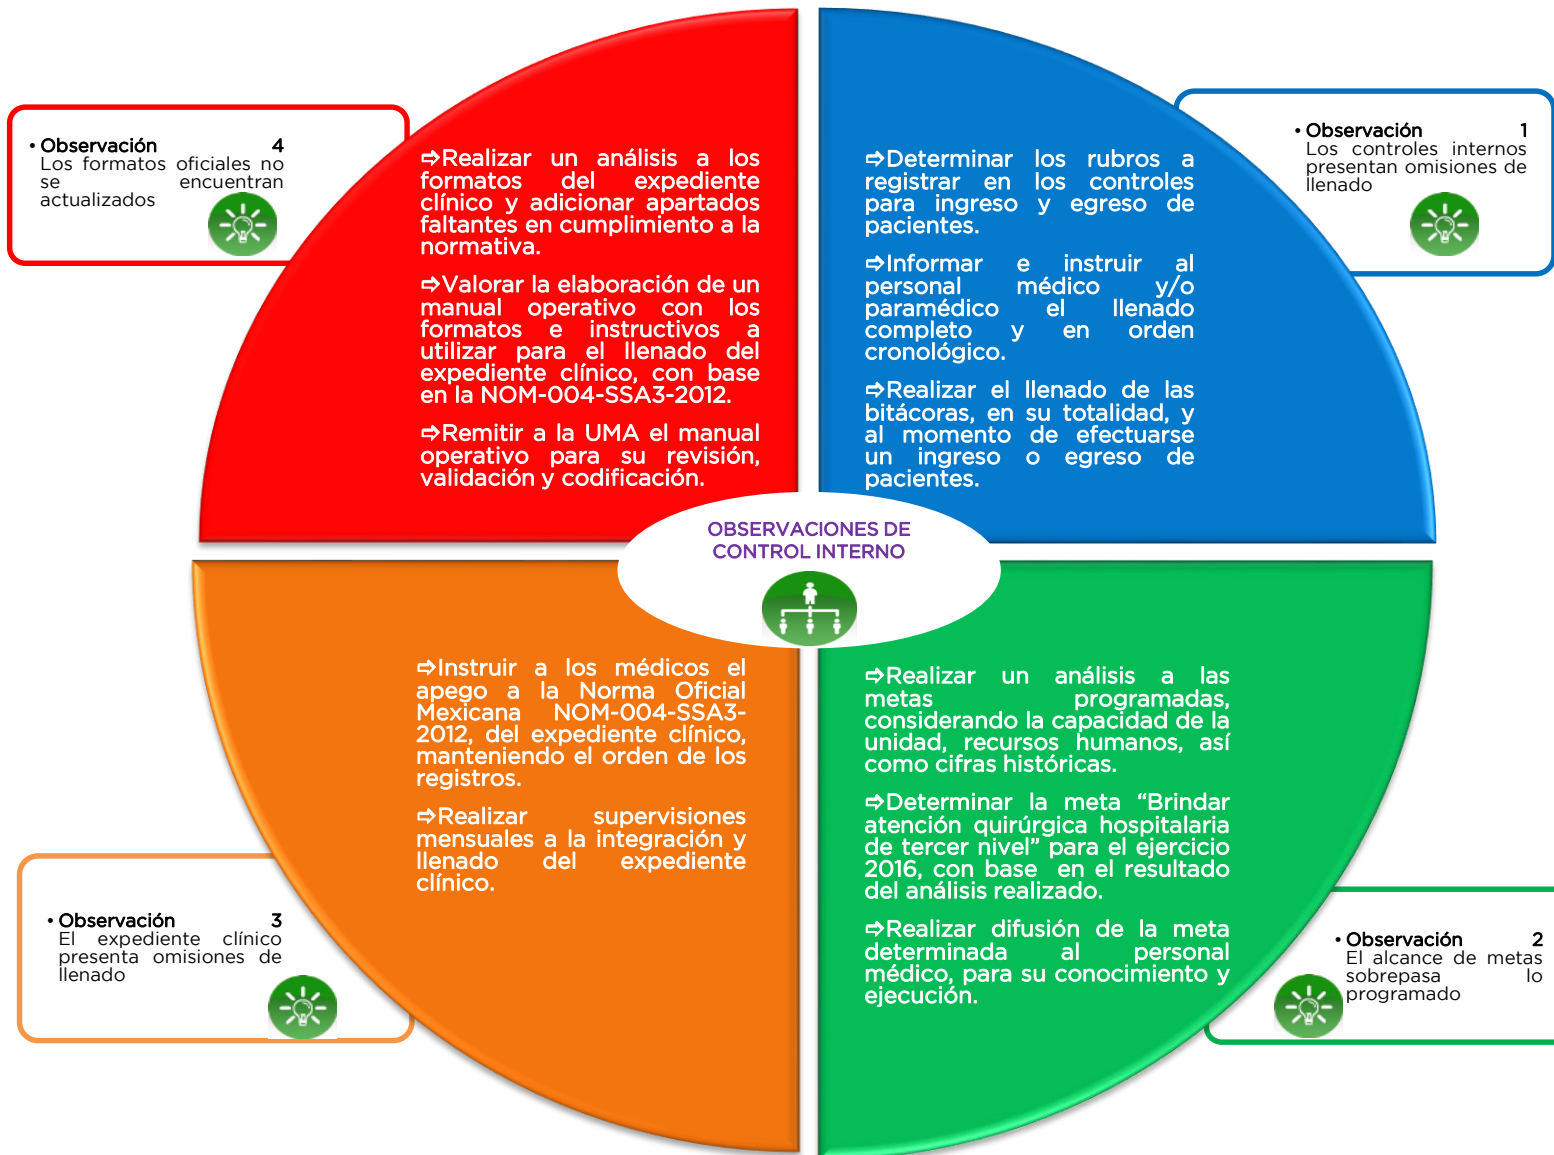 • Observación 4
Los formatos oficiales no
se encuentran
actualizados
⇨Realizar un análisis a los
formatos del expediente
clínico y adicionar apartados
faltantes en cumplimiento a la
normativa.
⇨Valorar la elaboración de un
manual operativo con los
formatos e instructivos a
utilizar para el llenado del
expediente clínico, con base
en la NOM-004-SSA3-2012.
⇨Remitir a la UMA el manual
operativo para su revisión,
validación y codificación.
• Observación 1
Los controles internos
presentan omisiones de
llenado
⇨Determinar los rubros a
registrar en los controles
para ingreso y egreso de
pacientes.
⇨Informar e instruir al
personal médico y/o
paramédico el llenado
completo y en orden
cronológico.
⇨Realizar el llenado de las
bitácoras, en su totalidad, y
al momento de efectuarse
un ingreso o egreso de
pacientes.
OBSERVACIONES DE
CONTROL INTERNO
• Observación 3
El expediente clínico
presenta omisiones de
llenado
⇨Instruir a los médicos el
apego a la Norma Oficial
Mexicana NOM-004-SSA3-
2012, del expediente clínico,
manteniendo el orden de los
registros.
⇨Realizar supervisiones
mensuales a la integración y
llenado del expediente
clínico.
⇨Realizar un análisis a las
metas programadas,
considerando la capacidad de la
unidad, recursos humanos, así
como cifras históricas.
⇨Determinar la meta “Brindar
atención quirúrgica hospitalaria
de tercer nivel” para el ejercicio
2016, con base en el resultado
del análisis realizado.
⇨Realizar difusión de la meta
determinada al personal
médico, para su conocimiento y
ejecución.
• Observación 2
El alcance de metas
sobrepasa lo
programado